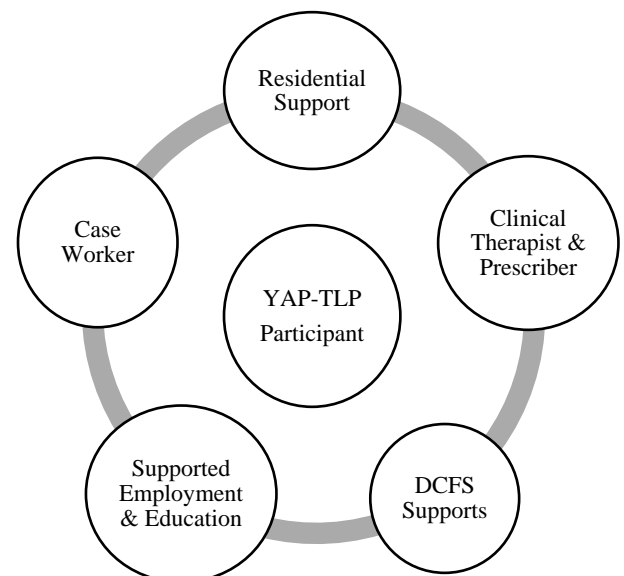 Residential
Support
Clinical
Therapist &
Prescriber
Case
Worker
YAP-TLP
Participant
Supported
Employment
& Education
DCFS
Supports